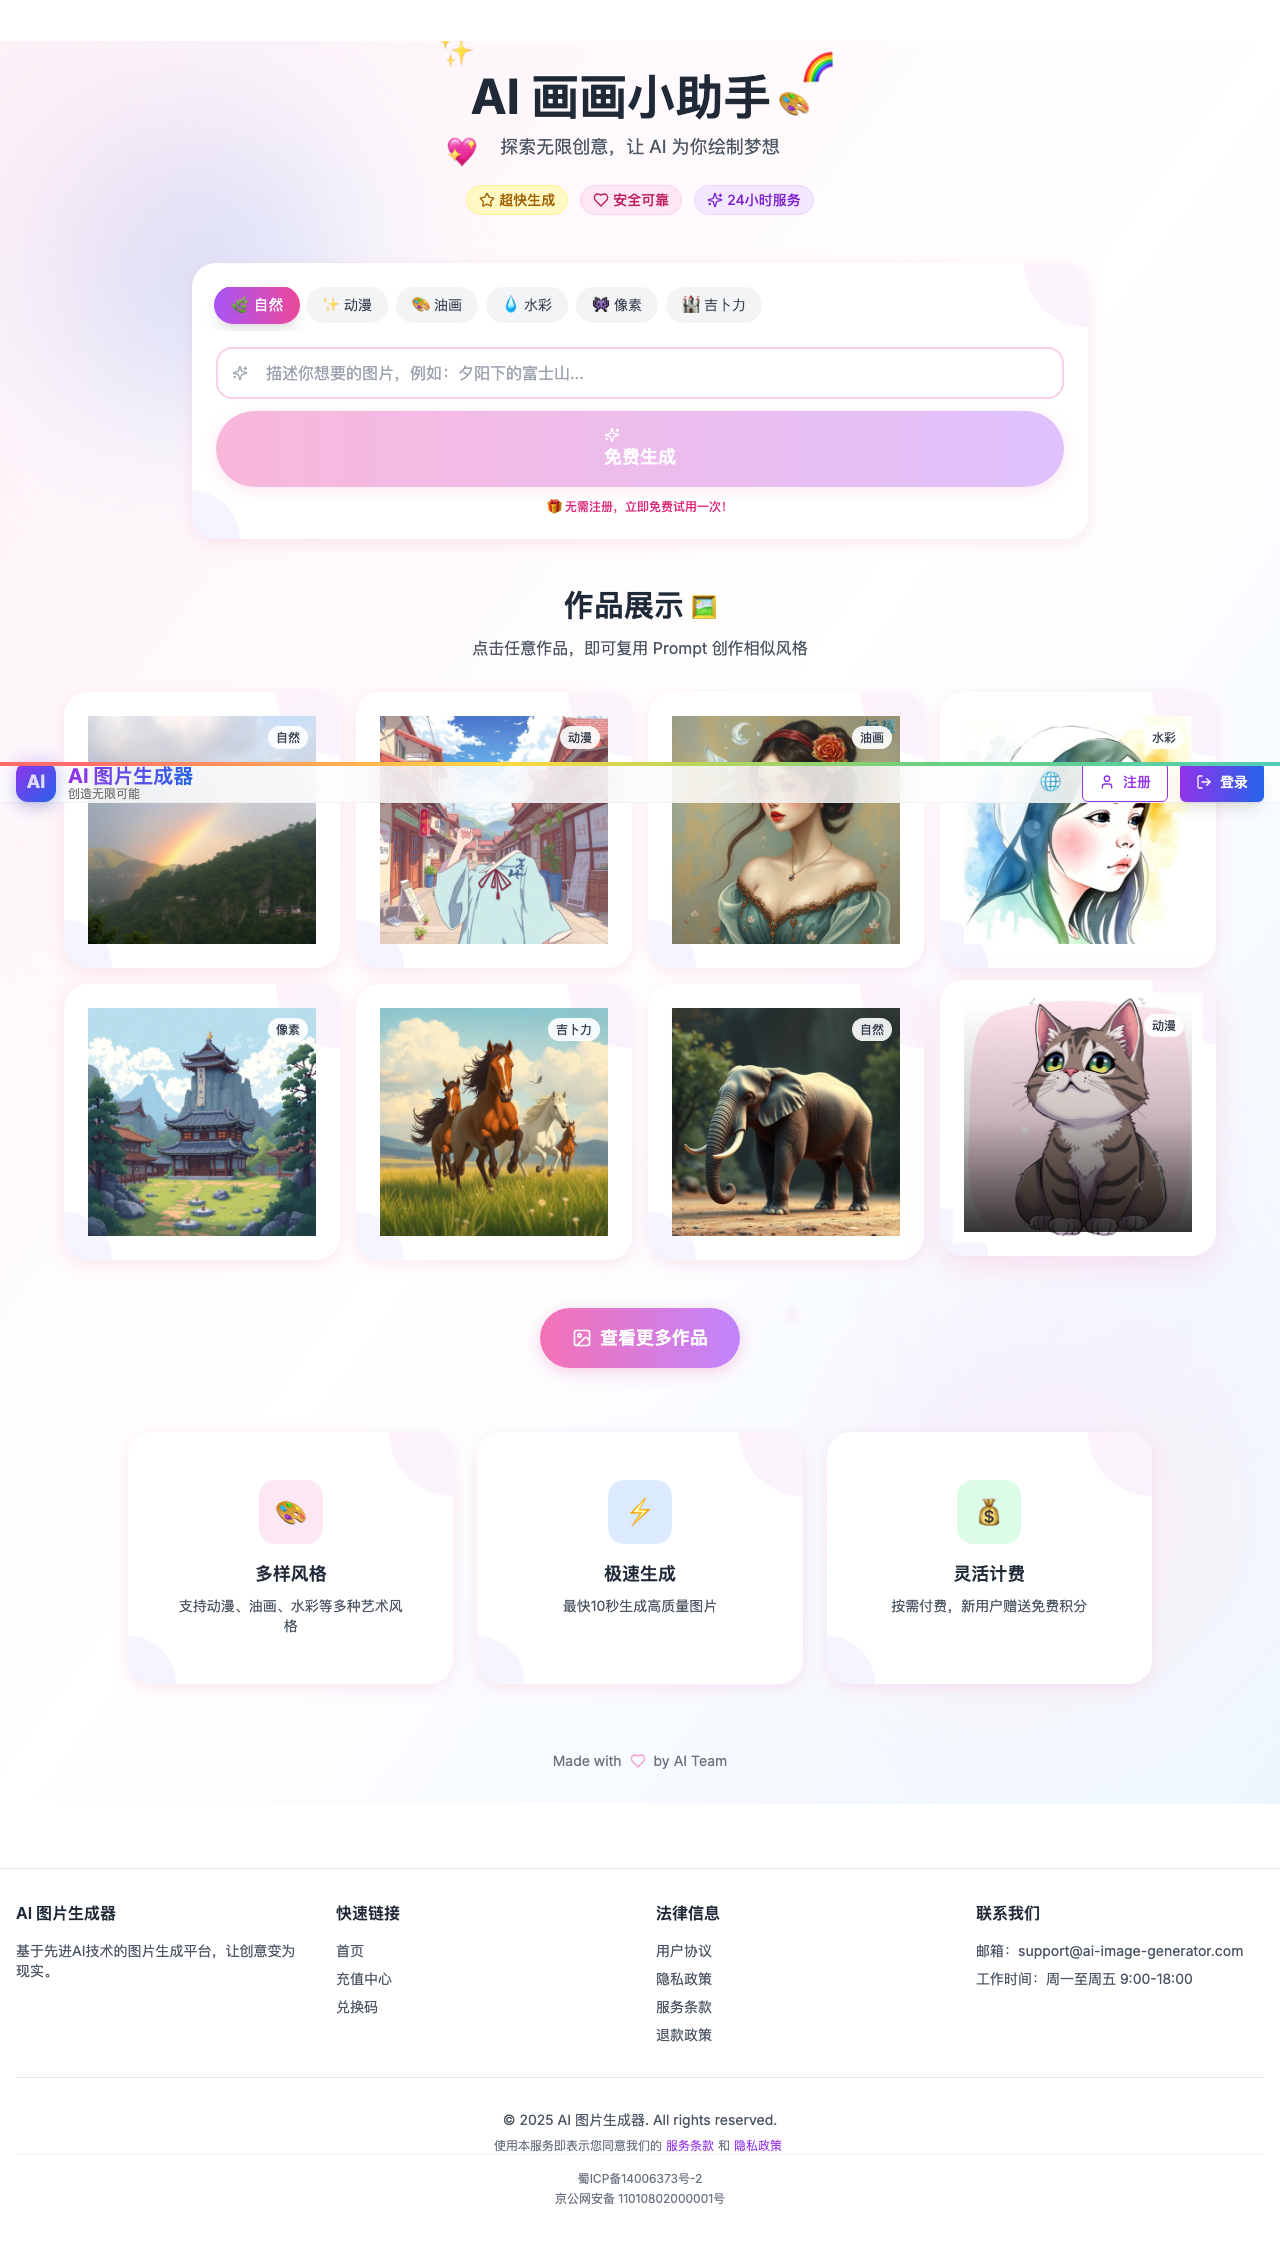 AI 画画小助手
探索无限创意，让 AI 为你绘制梦想
超快生成
安全可靠
24小时服务
自然
动漫
油画
水彩
像素
吉卜力
描述你想要的图片，例如：夕阳下的富士山...
免费生成
无需注册，立即免费试用一次！
作品展示
点击任意作品，即可复用 Prompt 创作相似风格
自然
动漫
油画
水彩
AI
AI 图片生成器
创造无限可能
注册
登录
像素
吉卜力
自然
动漫
查看更多作品
多样风格
支持动漫、油画、水彩等多种艺术风
格
极速生成
最快10秒生成高质量图片
灵活计费
按需付费，新用户赠送免费积分
Made with
by AI Team
AI 图片生成器
基于先进AI技术的图片生成平台，让创意变为
现实。
快速链接
首页
充值中心
兑换码
法律信息
用户协议
隐私政策
服务条款
退款政策
联系我们
邮箱：support@ai-image-generator.com
工作时间：周一至周五 9:00-18:00
© 2025 AI 图片生成器. All rights reserved.
使用本服务即表示您同意我们的 服务条款 和 隐私政策
蜀ICP备14006373号-2
京公网安备 11010802000001号